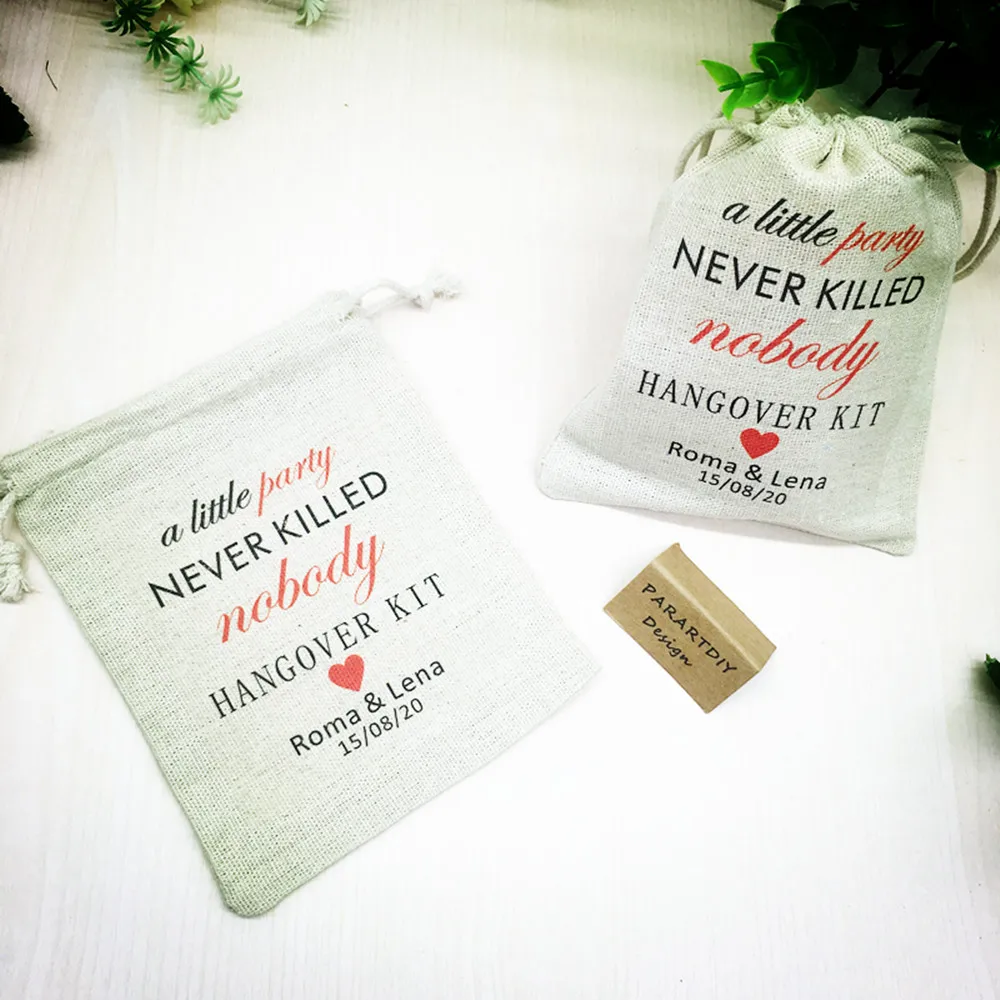 a little party
NEVER KILLED
nobody
HANGOVER KIT
Roma & Lena
15/08/20
a little party
NEVER KILLED
nobody
HANGOVER KIT
Roma & Lena
15/08/20
PARARTDIY
Design